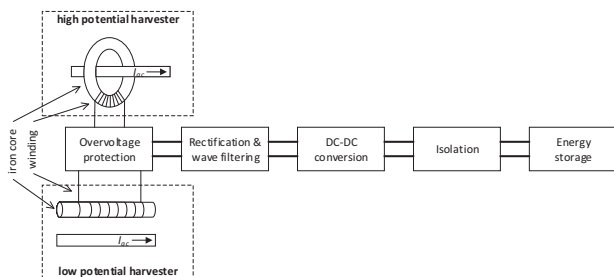 high potential harvester
I_ac
iron core
winding
Overvoltage
protection
Rectification &
wave filtering
DC-DC
conversion
Isolation
Energy
storage
I_ac
low potential harvester